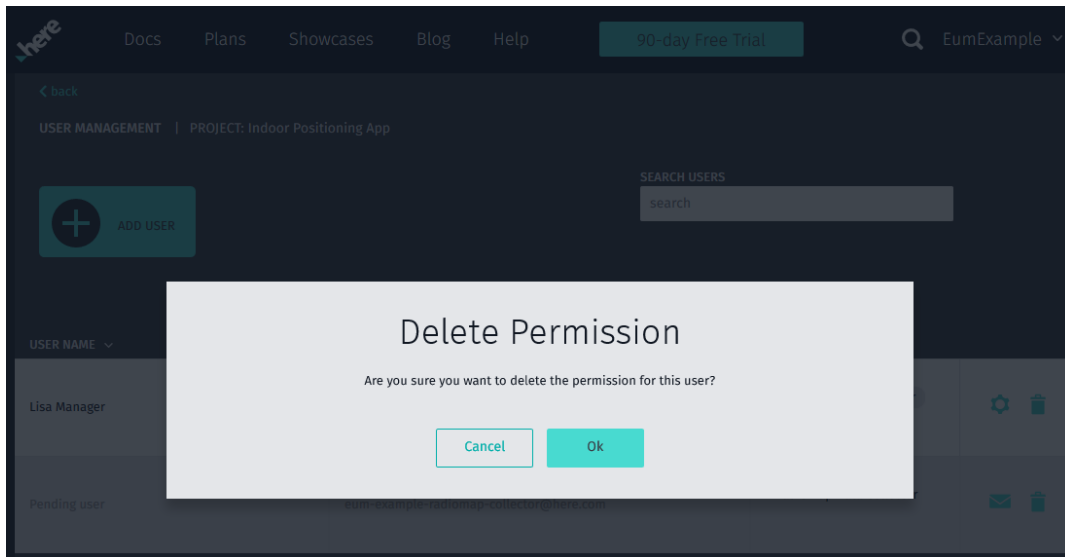 here
Docs Plans Showcases Blog Help 90-day Free Trial EumExample
back
USER MANAGEMENT | PROJECT: Indoor Positioning App
SEARCH USERS
search
ADD USER
Delete Permission
USER NAME
Are you sure you want to delete the permission for this user?
Lisa Manager
Cancel Ok
Pending user eum-example-radiomap-collector@here.com